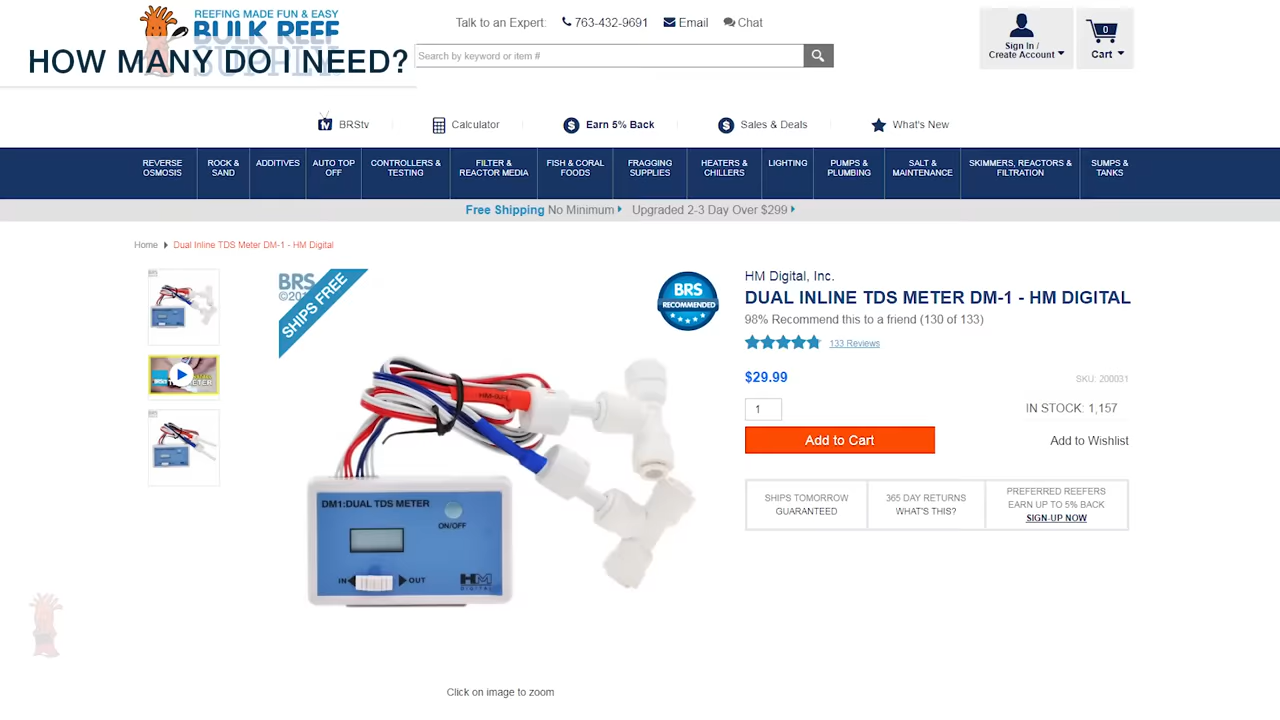 REEFING MADE FUN & EASY
BULK REEF
SUPPLY
HOW MANY DO I NEED?
Talk to an Expert: 763-432-9691 Email Chat
Search by keyword or item #
Sign In /
Create Account
0
Cart
BRStv
Calculator
Earn 5% Back
Sales & Deals
What's New
REVERSE
OSMOSIS
ROCK &
SAND
ADDITIVES
AUTO TOP
OFF
CONTROLLERS &
TESTING
FILTER &
REACTOR MEDIA
FISH & CORAL
FOODS
FRAGGING
SUPPLIES
HEATERS &
CHILLERS
LIGHTING
PUMPS &
PLUMBING
SALT &
MAINTENANCE
SKIMMERS, REACTORS &
FILTRATION
SUMPS &
TANKS
Free Shipping No Minimum Upgraded 2-3 Day Over $299
Home Dual Inline TDS Meter DM-1 - HM Digital
BRS
SHIPS FREE
BRS
RECOMMENDED
DM1:DUAL TDS METER
ON/OFF
IN OUT
HM
DIGITAL
Click on image to zoom
HM Digital, Inc.
DUAL INLINE TDS METER DM-1 - HM DIGITAL
98% Recommend this to a friend (130 of 133)
133 Reviews
$29.99
SKU: 200031
1
IN STOCK: 1,157
Add to Cart
Add to Wishlist
SHIPS TOMORROW
GUARANTEED
365 DAY RETURNS
WHAT'S THIS?
PREFERRED REEFERS
EARN UP TO 5% BACK
SIGN-UP NOW